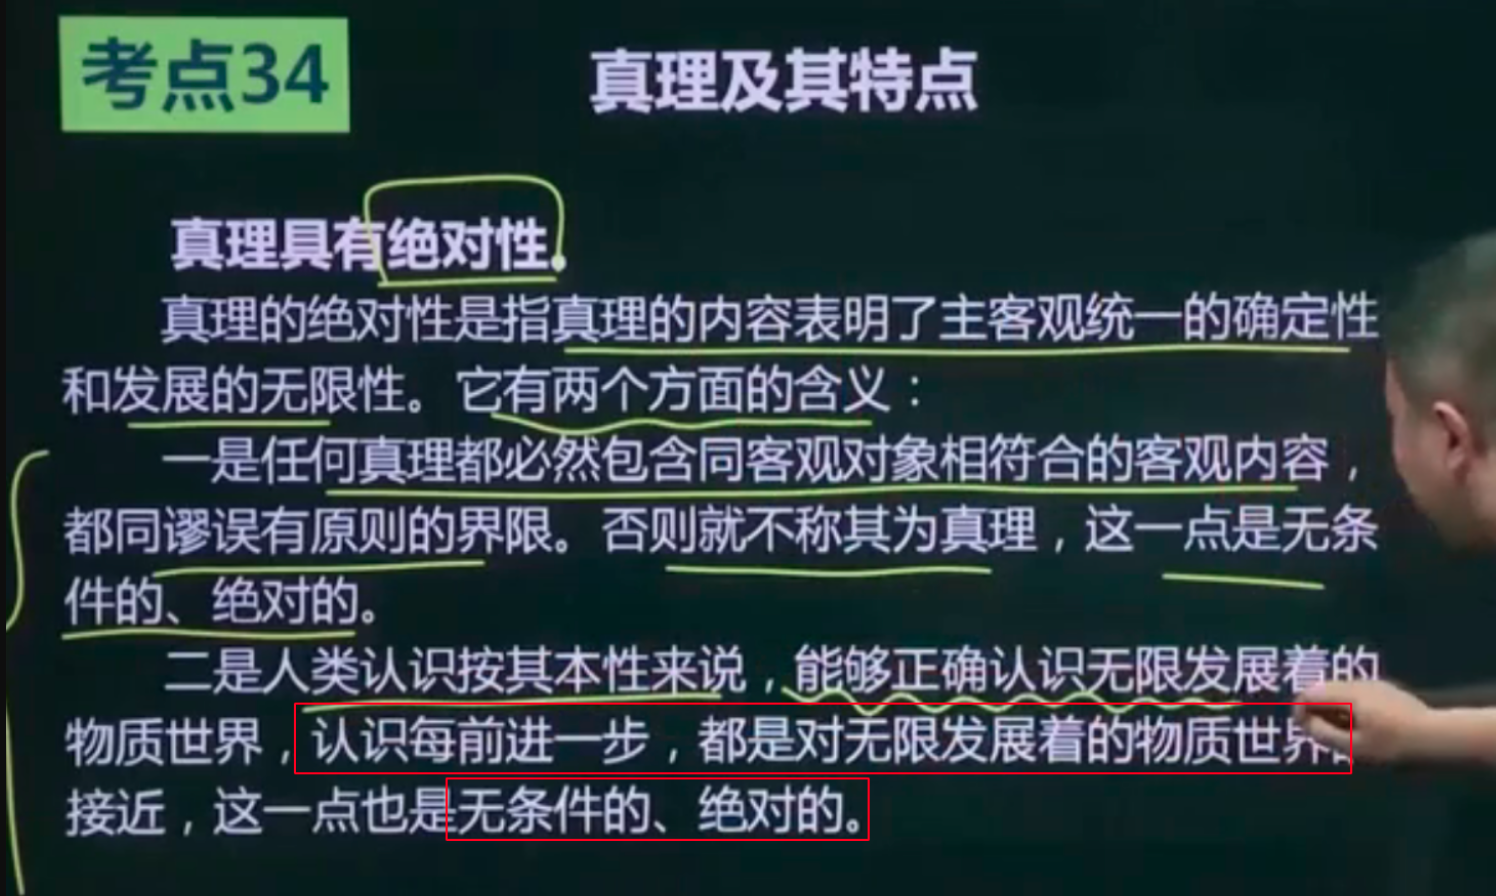 考点34
真理及其特点
真理具有绝对性。
真理的绝对性是指真理的内容表明了主客观统一的确定性
和发展的无限性。它有两个方面的含义：
一是任何真理都必然包含同客观对象相符合的客观内容，
都同谬误有原则的界限。否则就不称其为真理，这一点是无条
件的、绝对的。
二是人类认识按其本性来说，能够正确认识无限发展着的
物质世界，认识每前进一步，都是对无限发展着的物质世界
接近，这一点也是无条件的、绝对的。